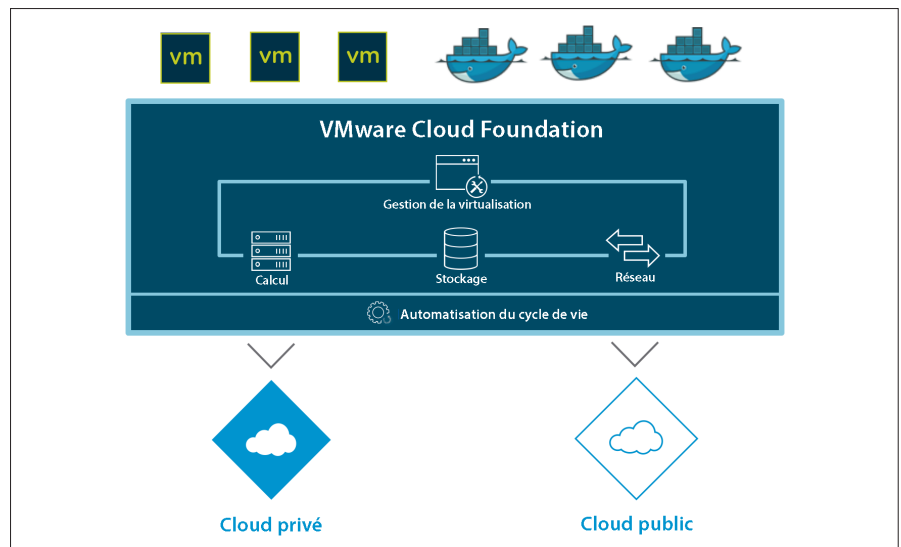 vm vm vm
VMware Cloud Foundation
Gestion de la virtualisation
Calcul Stockage Réseau
Automatisation du cycle de vie
Cloud privé Cloud public